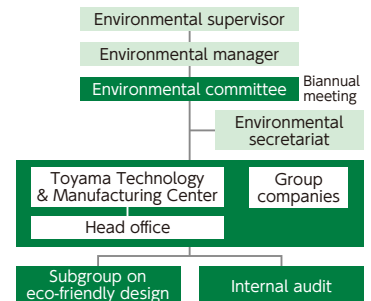 Environmental supervisor
Environmental manager
Environmental committee
Biannual
meeting
Environmental
secretariat
Toyama Technology
& Manufacturing Center
Group
companies
Head office
Subgroup on
eco-friendly design
Internal audit